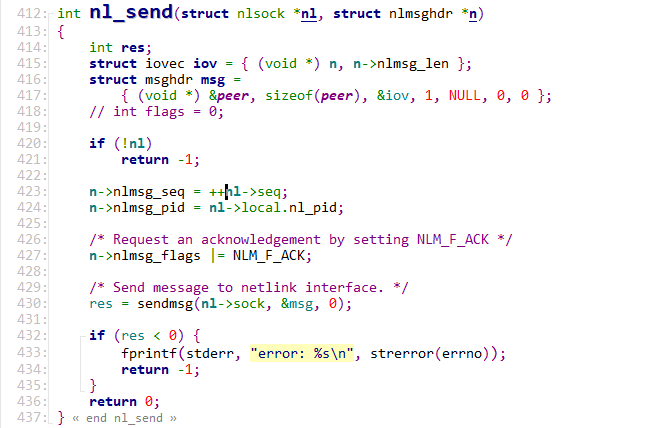 412: int nl_send(struct nlsock *nl, struct nlmsghdr *n)
413: {
414:     int res;
415:     struct iovec iov = { (void *) n, n->nlmsg_len };
416:     struct msghdr msg =
417:         { (void *) &peer, sizeof(peer), &iov, 1, NULL, 0, 0 };
418:     // int flags = 0;
419:
420:     if (!nl)
421:         return -1;
422:
423:     n->nlmsg_seq = ++nl->seq;
424:     n->nlmsg_pid = nl->local.nl_pid;
425:
426:     /* Request an acknowledgement by setting NLM_F_ACK */
427:     n->nlmsg_flags |= NLM_F_ACK;
428:
429:     /* Send message to netlink interface. */
430:     res = sendmsg(nl->sock, &msg, 0);
431:
432:     if (res < 0) {
433:         fprintf(stderr, "error: %s\n", strerror(errno));
434:         return -1;
435:     }
436:     return 0;
437: } « end nl_send »